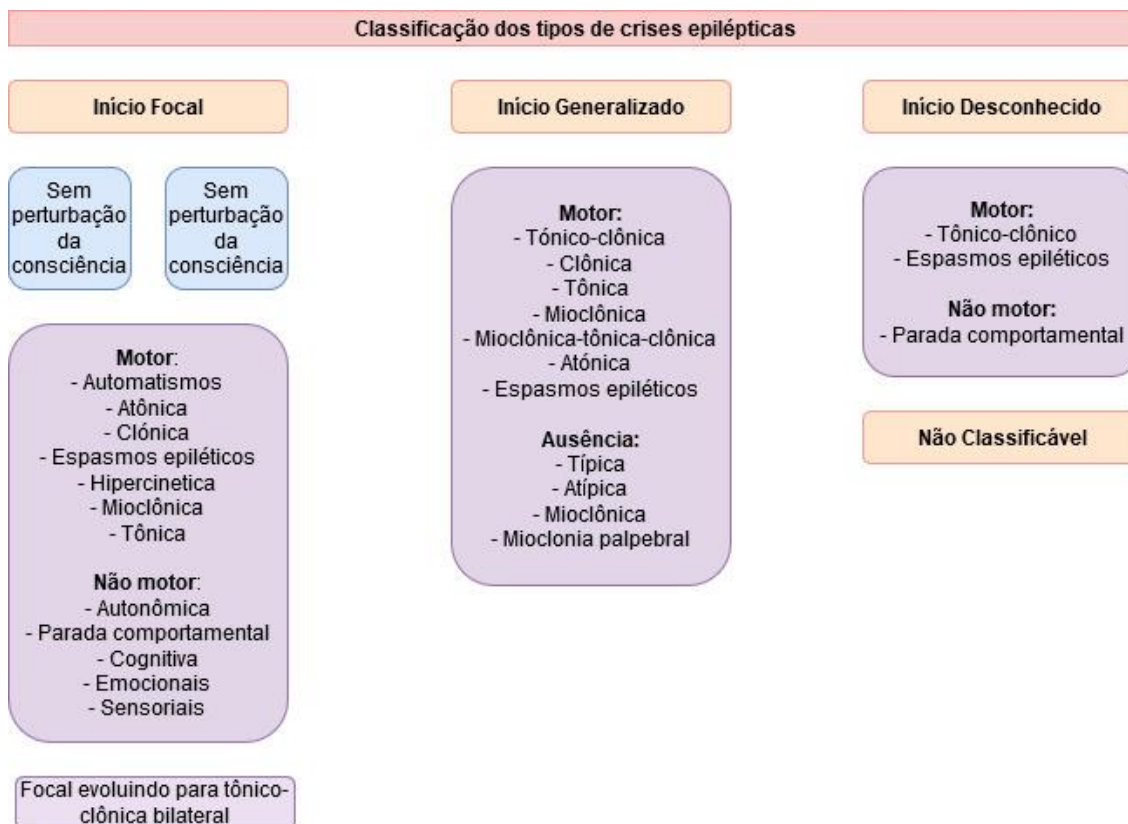 Classificação dos tipos de crises epilépticas
Início Focal
Sem
perturbação
da
consciência
Sem
perturbação
da
consciência
Motor:
- Automatismos
- Atônica
- Clónica
- Espasmos epiléticos
- Hipercinetica
- Mioclônica
- Tônica
Não motor:
- Autonômica
- Parada comportamental
- Cognitiva
- Emocionais
- Sensoriais
Focal evoluindo para tônico-
clônica bilateral
Início Generalizado
Motor:
- Tónico-clônica
- Clônica
- Tônica
- Mioclônica
- Mioclônica-tônica-clônica
- Atónica
- Espasmos epiléticos
Ausência:
- Típica
- Atípica
- Mioclônica
- Mioclonia palpebral
Início Desconhecido
Motor:
- Tônico-clônico
- Espasmos epiléticos
Não motor:
- Parada comportamental
Não Classificável